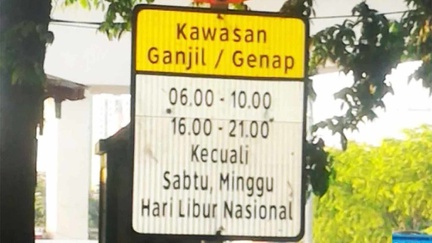 Kawasan
Ganjil / Genap
06.00 - 10.00
16.00 - 21.00
Kecuali
Sabtu, Minggu
Hari Libur Nasional